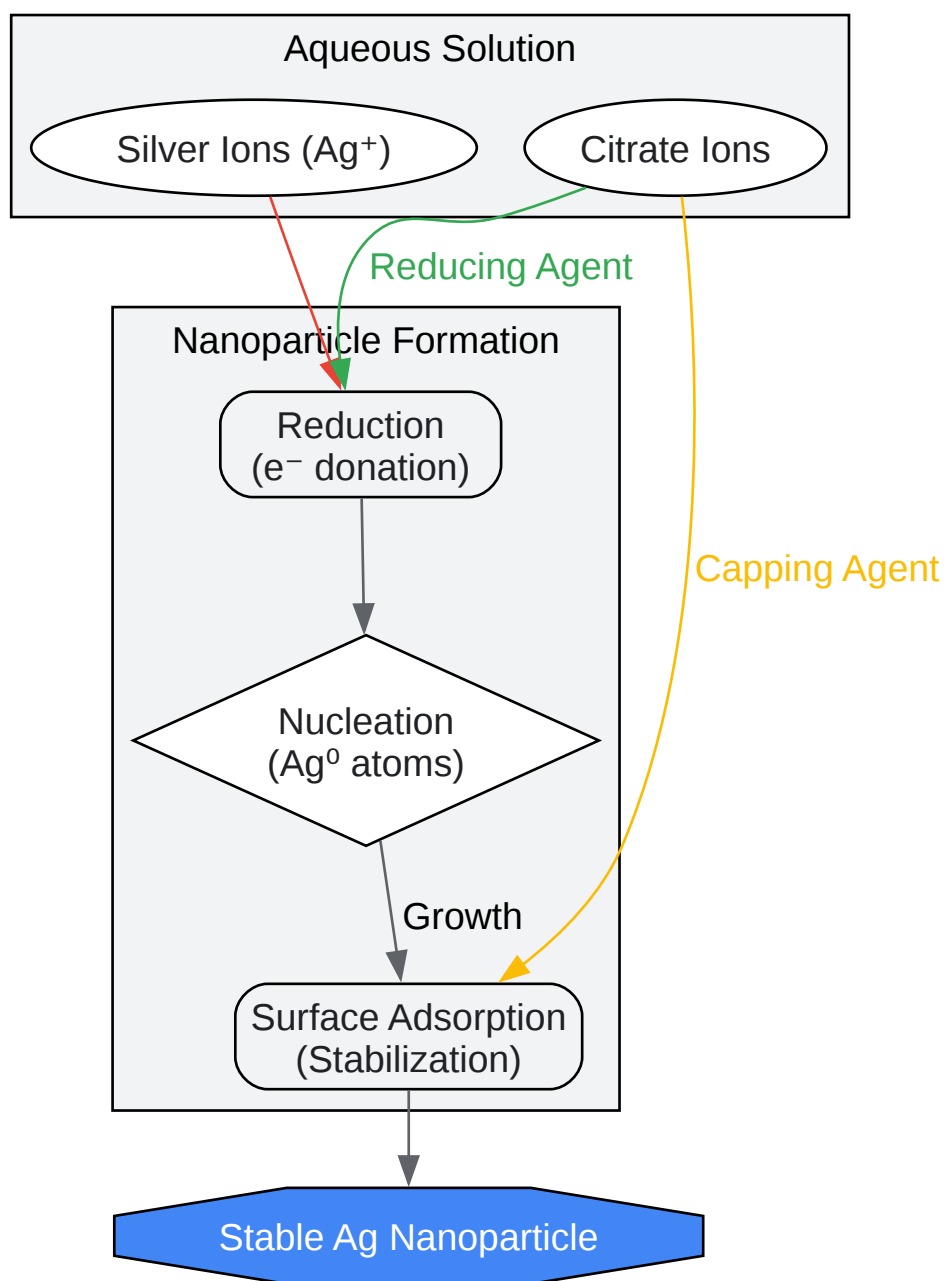 Aqueous Solution
Silver Ions (Ag⁺)
Citrate Ions
Reducing Agent
Nanoparticle Formation
Reduction
(e⁻ donation)
Capping Agent
Nucleation
(Ag⁰ atoms)
Growth
Surface Adsorption
(Stabilization)
Stable Ag Nanoparticle